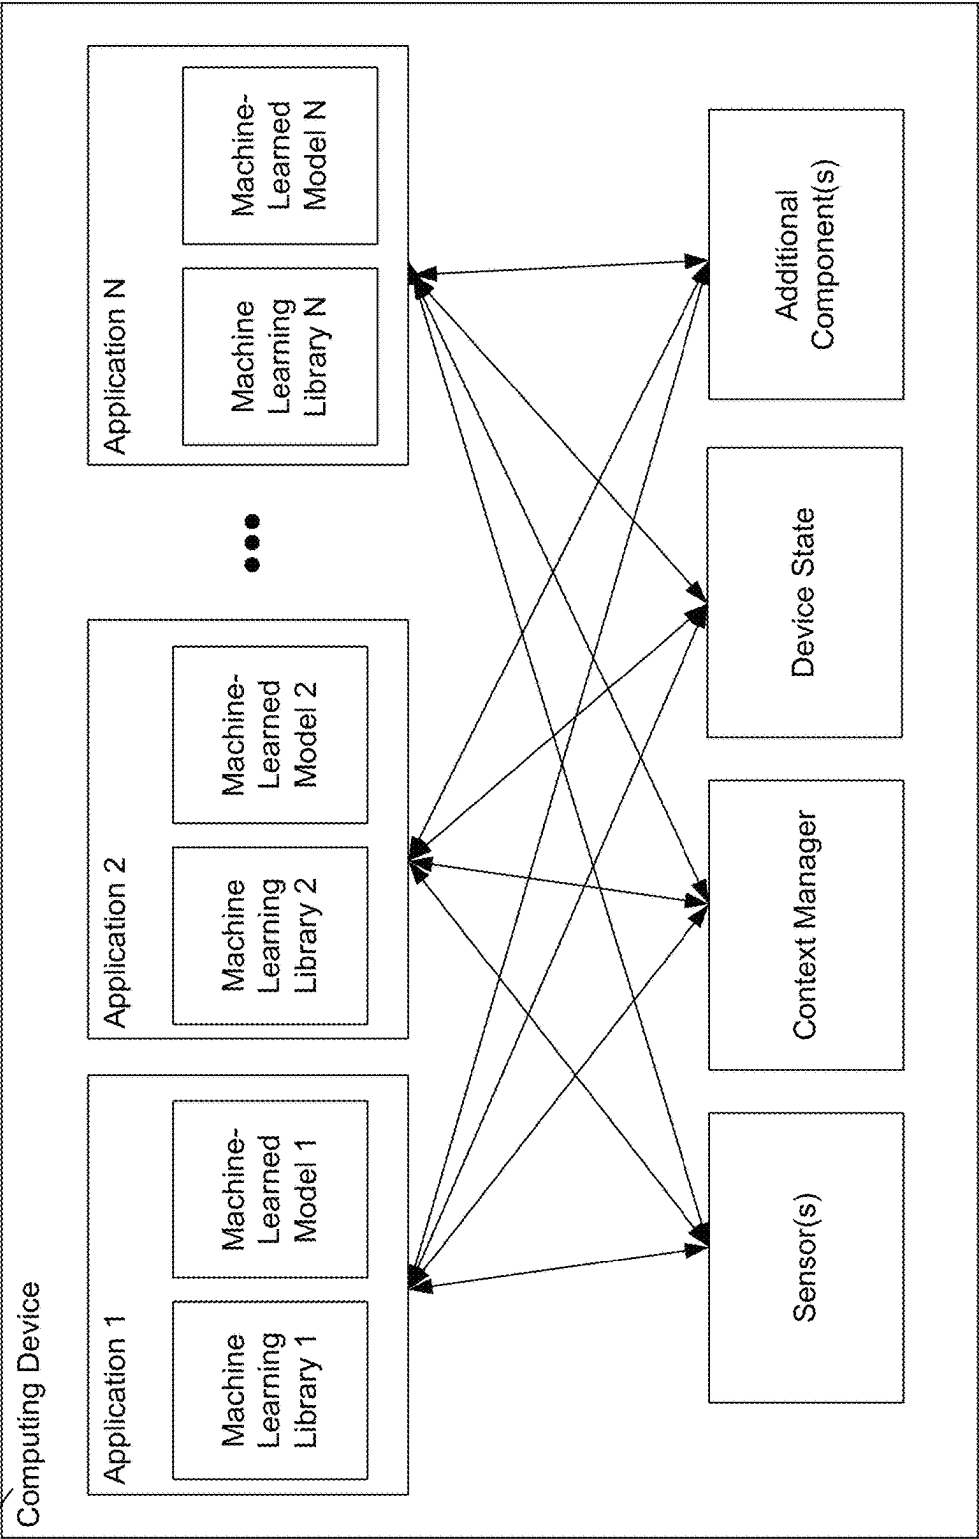 Computing Device
Application 1
Machine
Learning
Library 1
Machine-
Learned
Model 1
Application 2
Machine
Learning
Library 2
Machine-
Learned
Model 2
Application N
Machine
Learning
Library N
Machine-
Learned
Model N
Sensor(s)
Context Manager
Device State
Additional
Component(s)